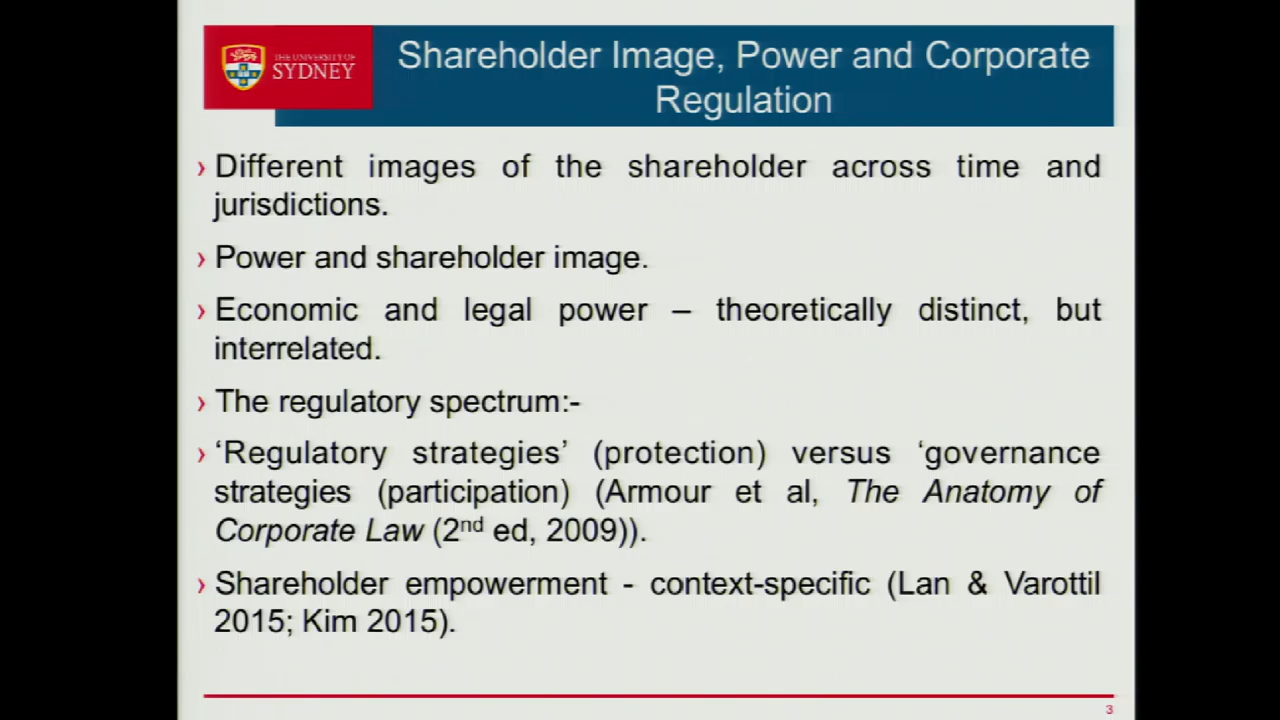 THE UNIVERSITY OF
SYDNEY
Shareholder Image, Power and Corporate
Regulation
› Different images of the shareholder across time and
jurisdictions.
› Power and shareholder image.
› Economic and legal power – theoretically distinct, but
interrelated.
› The regulatory spectrum:-
› ‘Regulatory strategies’ (protection) versus ‘governance
strategies (participation) (Armour et al, The Anatomy of
Corporate Law (2nd ed, 2009)).
› Shareholder empowerment - context-specific (Lan & Varottil
2015; Kim 2015).
3